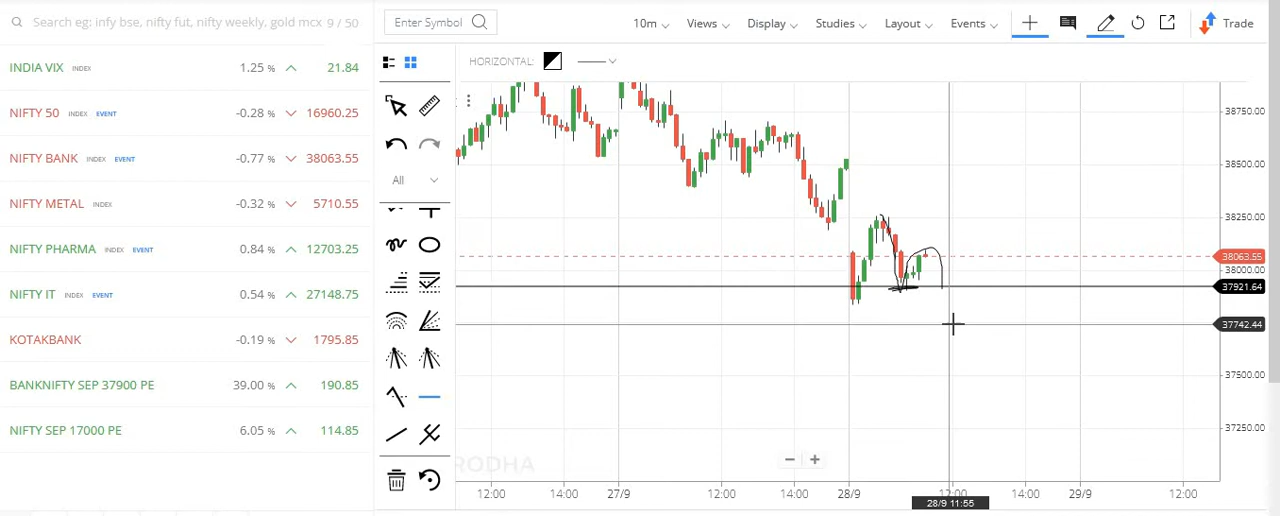 Search eg: infy bse, nifty fut, nifty weekly, gold mcx 9 / 50
INDIA VIX INDEX 1.25 % 21.84
NIFTY 50 INDEX EVENT -0.28 % 16960.25
NIFTY BANK INDEX EVENT -0.77 % 38063.55
NIFTY METAL INDEX -0.32 % 5710.55
NIFTY PHARMA INDEX EVENT 0.84 % 12703.25
NIFTY IT INDEX EVENT 0.54 % 27148.75
KOTAKBANK -0.19 % 1795.85
BANKNIFTY SEP 37900 PE 39.00 % 190.85
NIFTY SEP 17000 PE 6.05 % 114.85
Enter Symbol 10m Views Display Studies Layout Events Trade
HORIZONTAL:
All
38750.00
38500.00
38250.00
38063.55
38000.00
37921.64
37742.44
37500.00
37250.00
RODHA
12:00 14:00 27/9 12:00 14:00 28/9 12:00 14:00 29/9 12:00
28/9 11:55